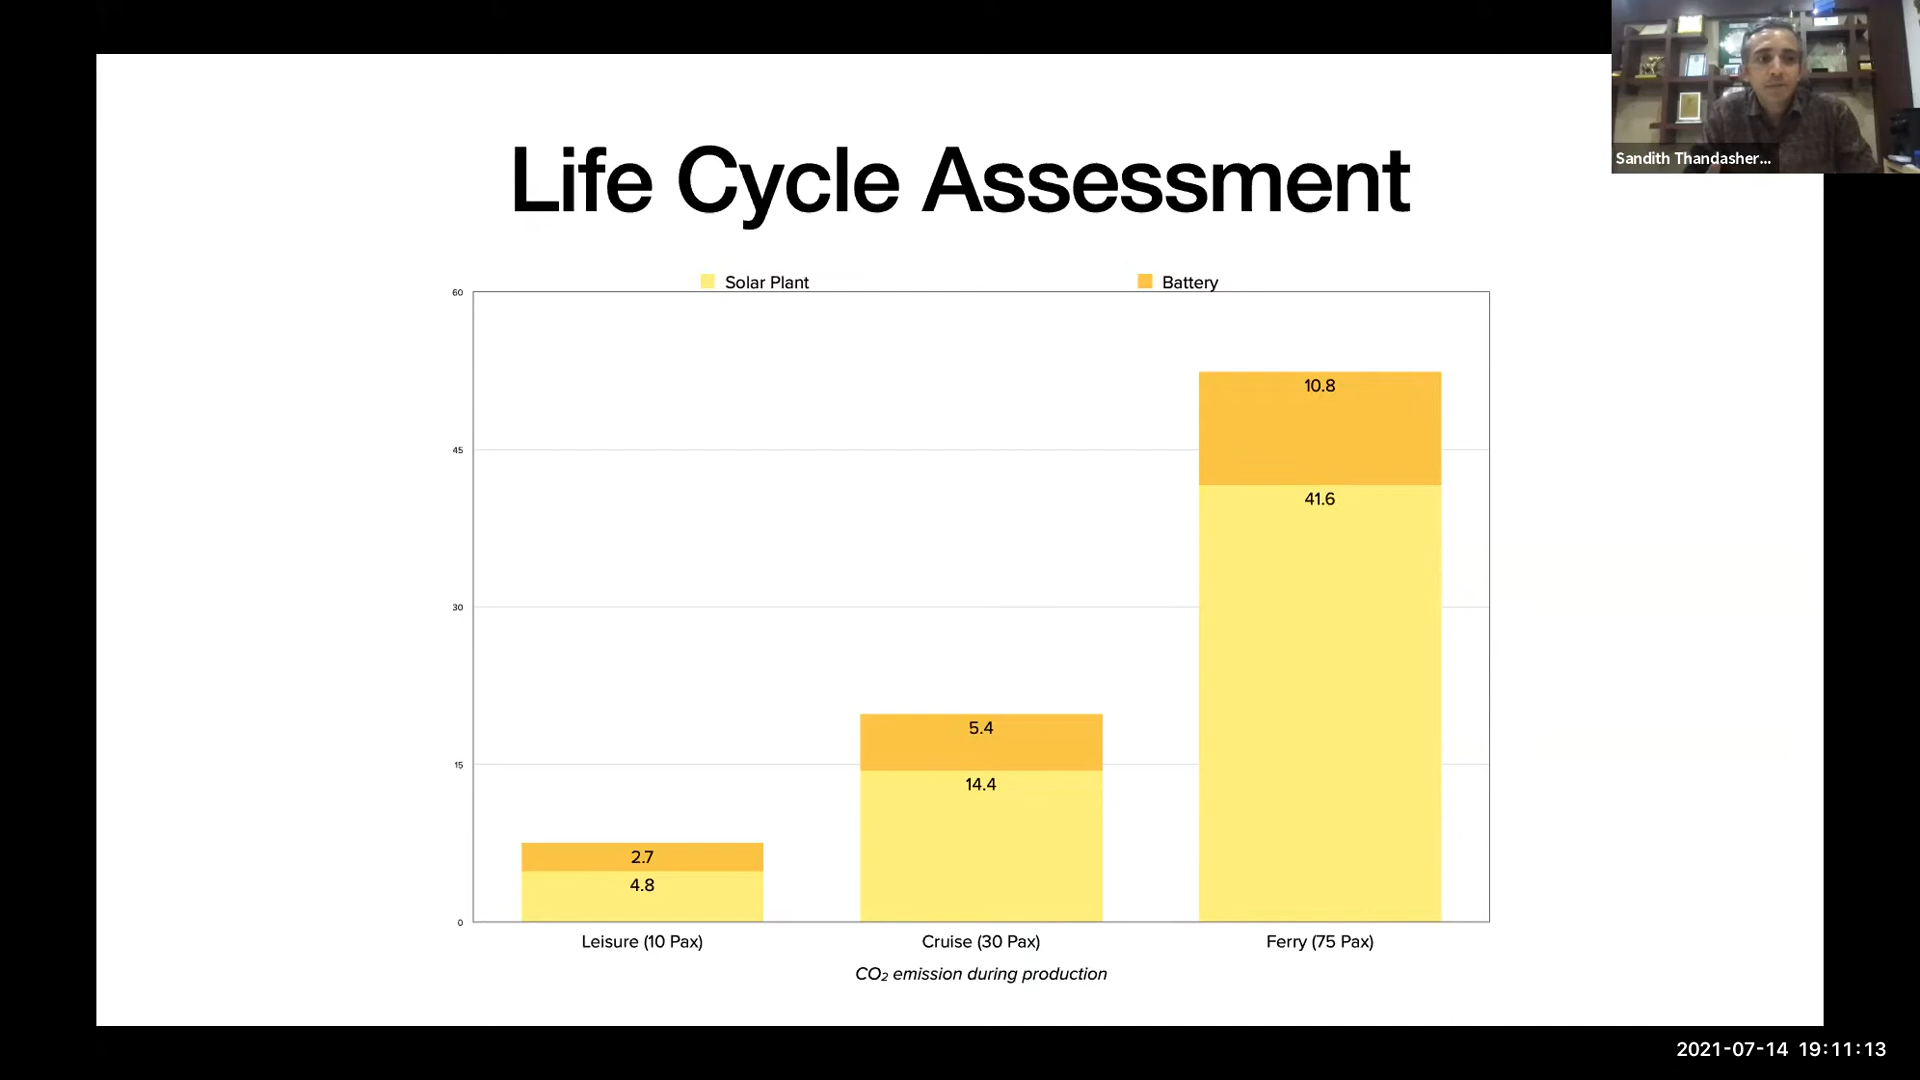 Life Cycle Assessment
Sandith Thandasher...
Solar Plant Battery
60
45
30
15
0
10.8
41.6
5.4
14.4
2.7
4.8
Leisure (10 Pax) Cruise (30 Pax) Ferry (75 Pax)
CO₂ emission during production
2021-07-14 19:11:13